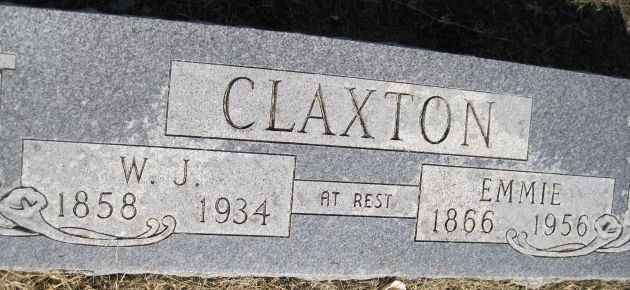 CLAXTON
W. J.
1858 1934
AT REST
EMMIE
1866 1956